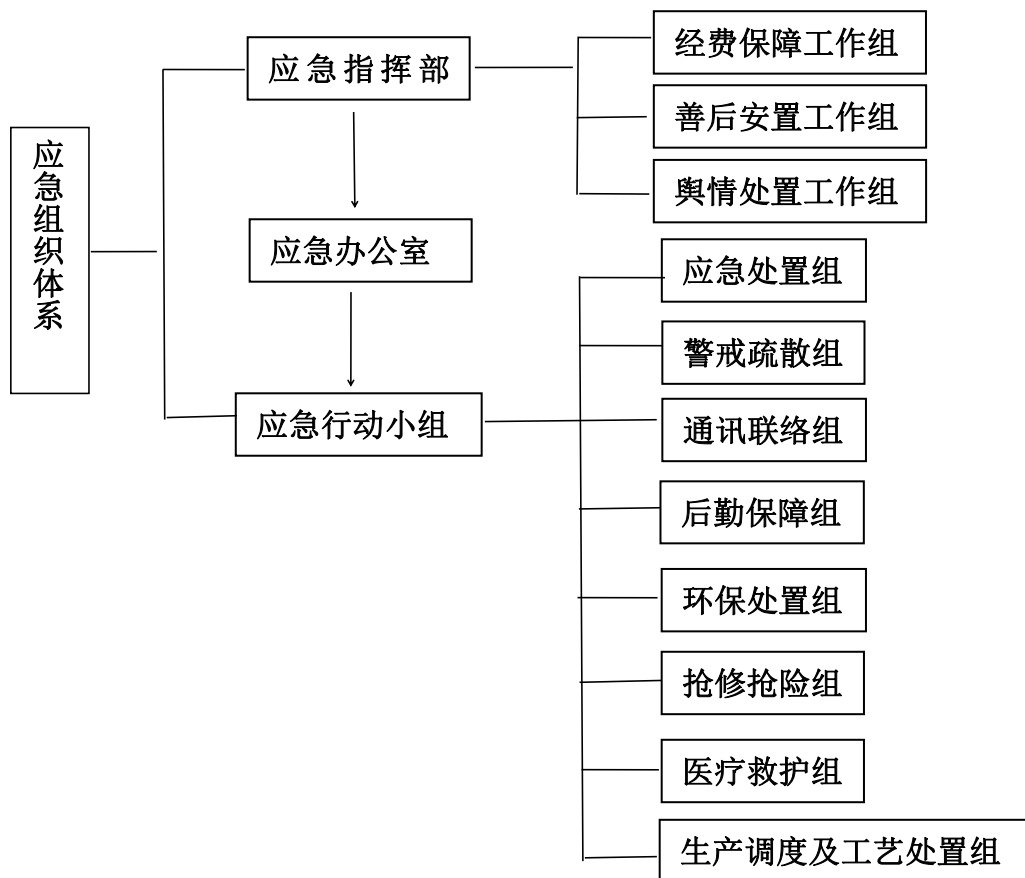 应急组织体系
应急指挥部
应急办公室
应急行动小组
经费保障工作组
善后安置工作组
舆情处置工作组
应急处置组
警戒疏散组
通讯联络组
后勤保障组
环保处置组
抢修抢险组
医疗救护组
生产调度及工艺处置组